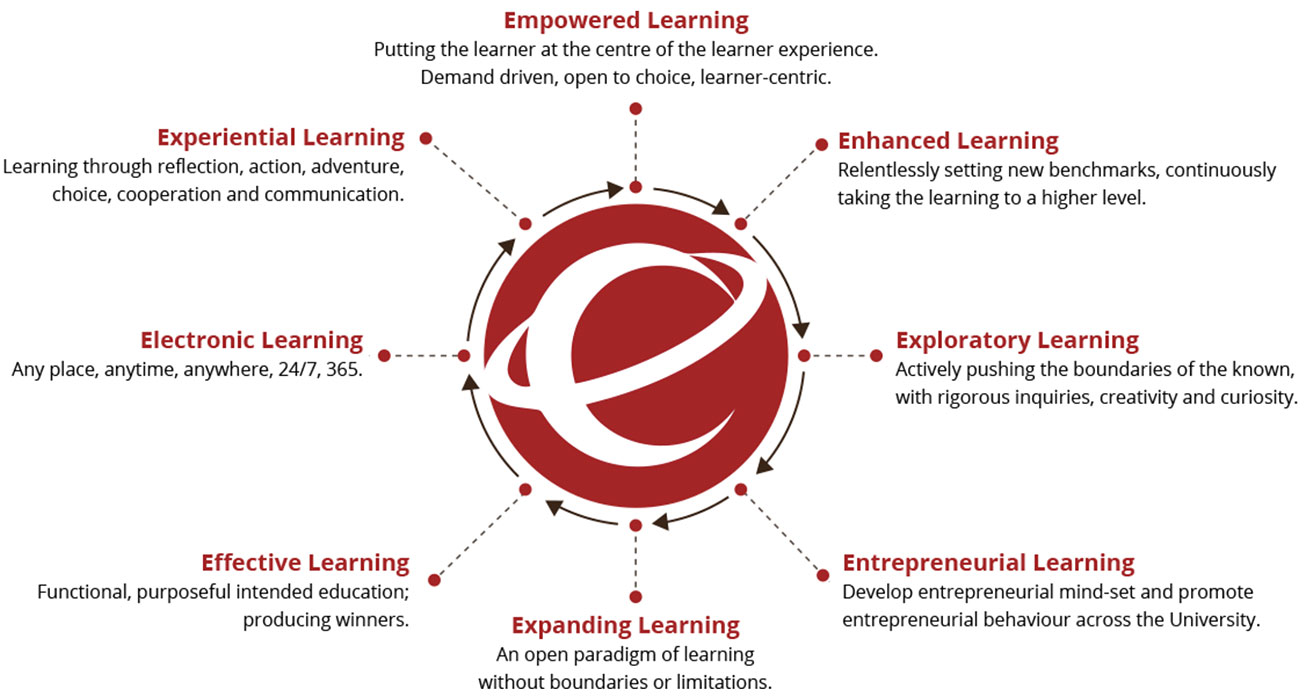 Empowered Learning
Putting the learner at the centre of the learner experience.
Demand driven, open to choice, learner-centric.
Enhanced Learning
Relentlessly setting new benchmarks, continuously
taking the learning to a higher level.
Exploratory Learning
Actively pushing the boundaries of the known,
with rigorous inquiries, creativity and curiosity.
Entrepreneurial Learning
Develop entrepreneurial mind-set and promote
entrepreneurial behaviour across the University.
Expanding Learning
An open paradigm of learning
without boundaries or limitations.
Effective Learning
Functional, purposeful intended education;
producing winners.
Electronic Learning
Any place, anytime, anywhere, 24/7, 365.
Experiential Learning
Learning through reflection, action, adventure,
choice, cooperation and communication.
e